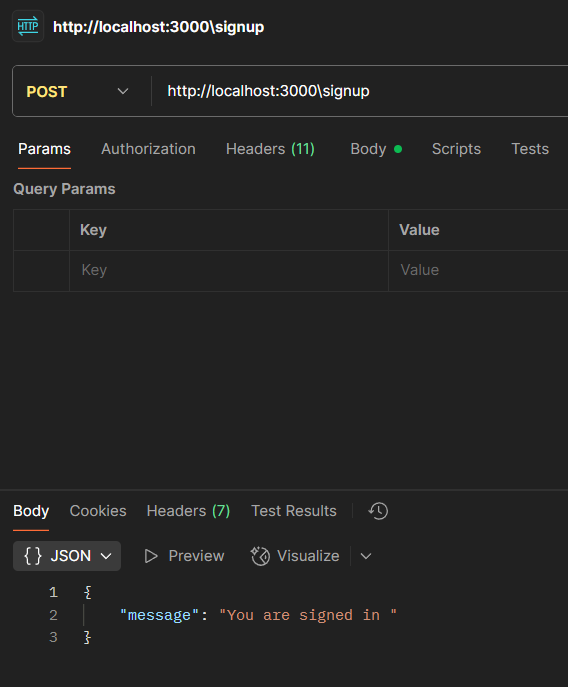 HTTP http://localhost:3000\signup
POST http://localhost:3000\signup
Params Authorization Headers (11) Body Scripts Tests
Query Params
Key Value
Key Value
Body Cookies Headers (7) Test Results
{} JSON Preview Visualize
1 {
2 "message": "You are signed in "
3 }